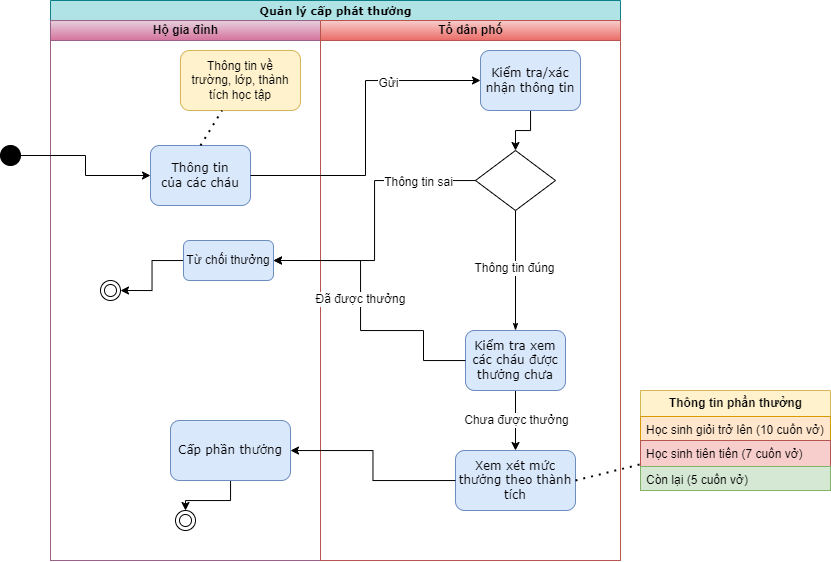 Quản lý cấp phát thưởng
Hộ gia đình
Tổ dân phố
Thông tin về
trường, lớp, thành
tích học tập
Kiểm tra/xác
nhận thông tin
Gửi
Thông tin
của các cháu
Thông tin sai
Từ chối thưởng
Thông tin đúng
Đã được thưởng
Kiểm tra xem
các cháu được
thưởng chưa
Chưa được thưởng
Cấp phần thưởng
Xem xét mức
thưởng theo thành
tích
Thông tin phần thưởng
Học sinh giỏi trở lên (10 cuốn vở)
Học sinh tiên tiến (7 cuốn vở)
Còn lại (5 cuốn vở)